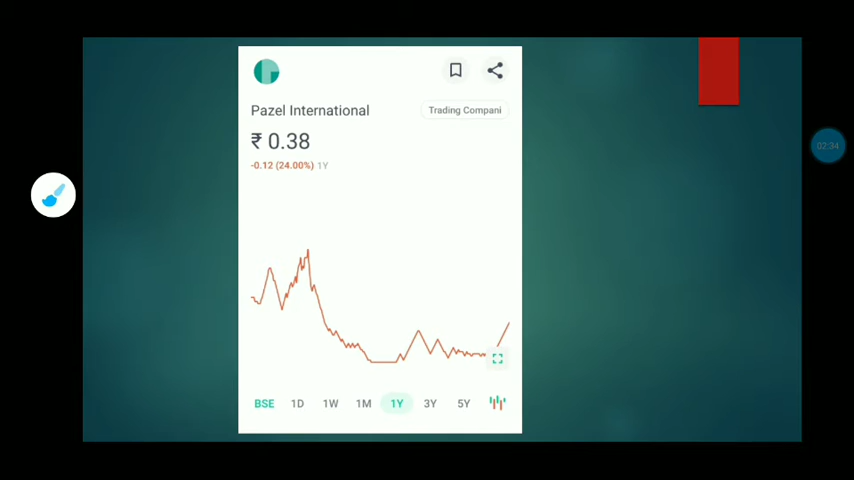 Pazel International
Trading Compani
₹ 0.38
-0.12 (24.00%) 1Y
02:34
BSE 1D 1W 1M 1Y 3Y 5Y